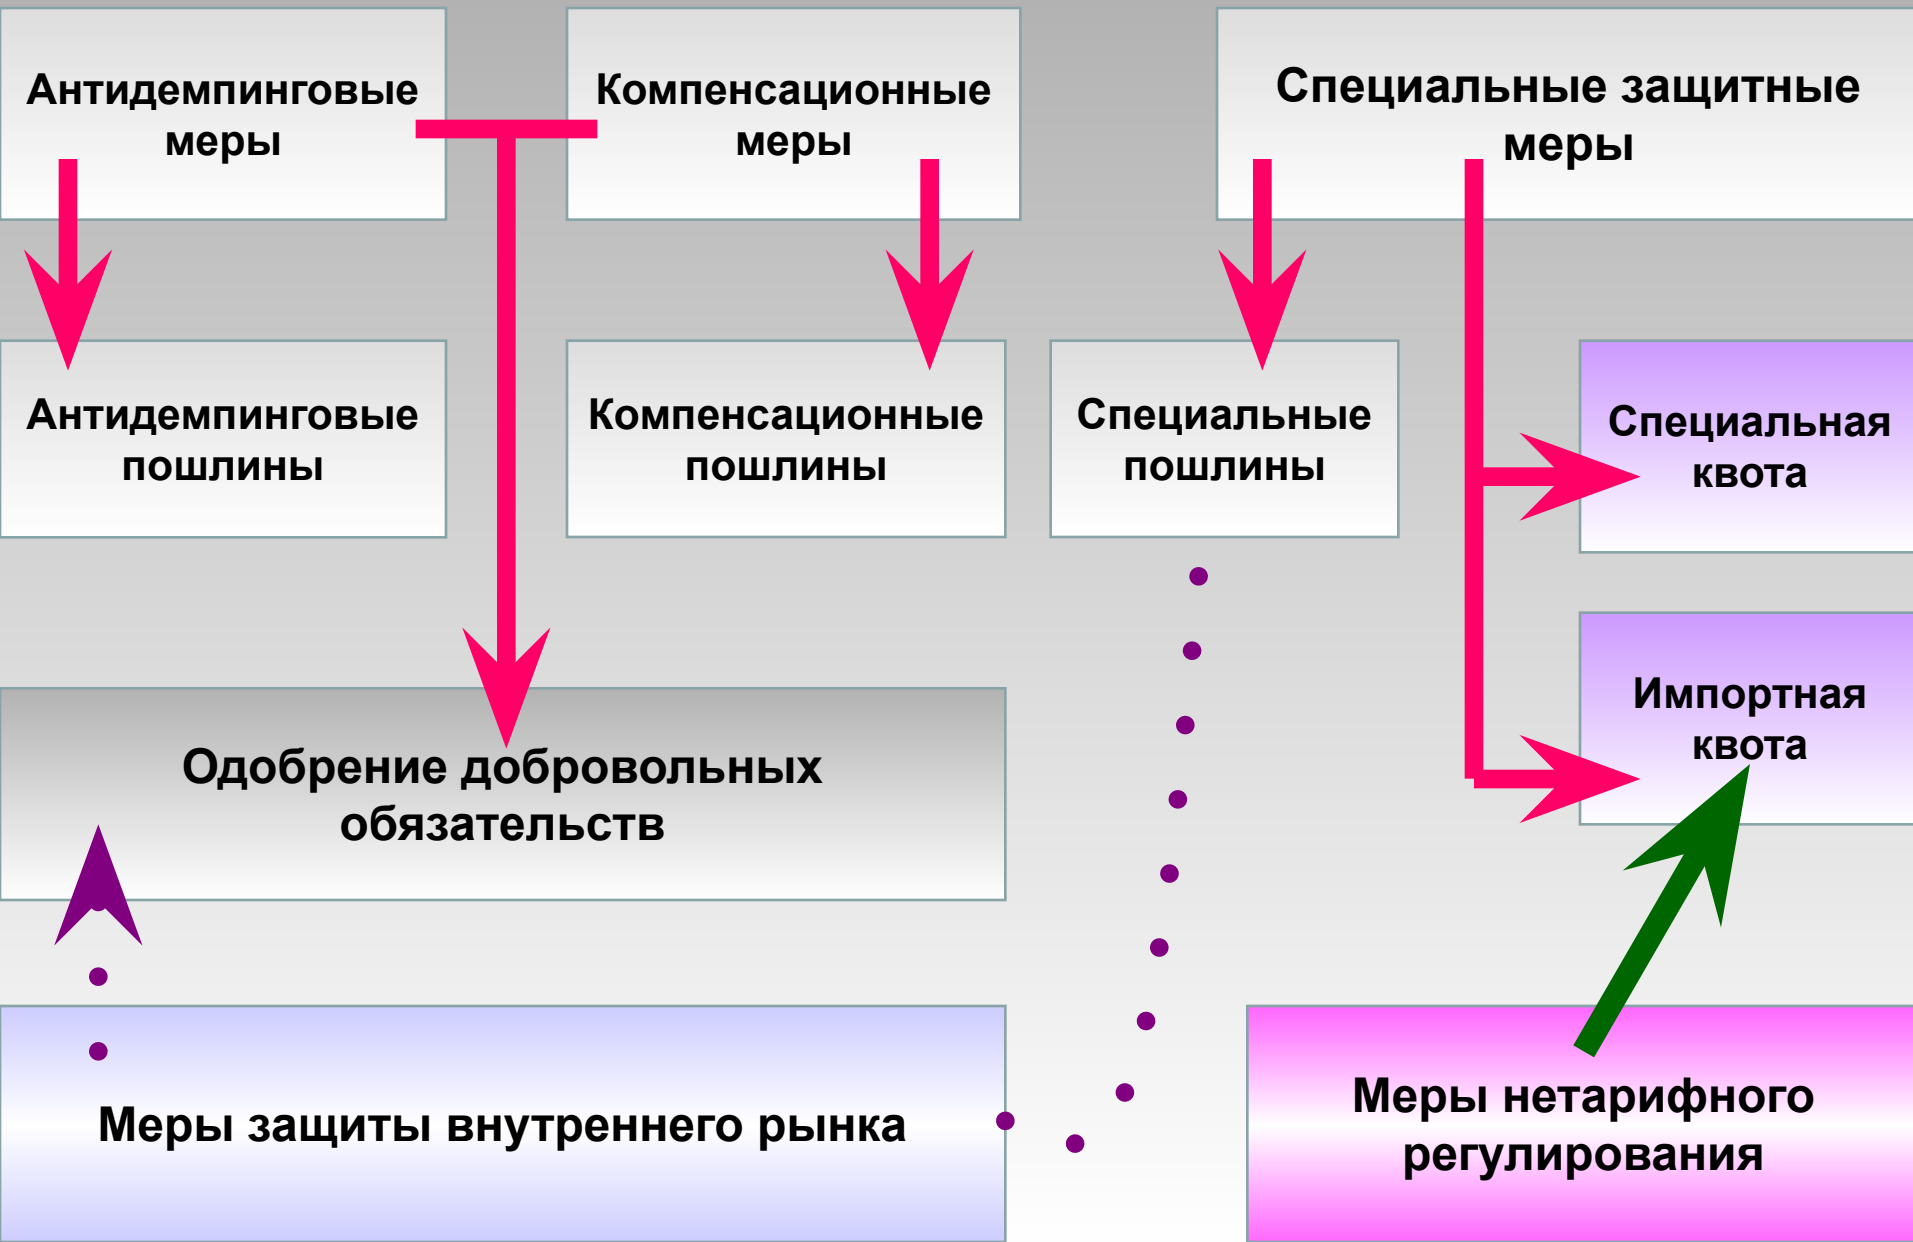 Антидемпинговые
меры
Компенсационные
меры
Специальные защитные
меры
Антидемпинговые
пошлины
Компенсационные
пошлины
Специальные
пошлины
Специальная
квота
Импортная
квота
Одобрение добровольных
обязательств
Меры защиты внутреннего рынка
Меры нетарифного
регулирования